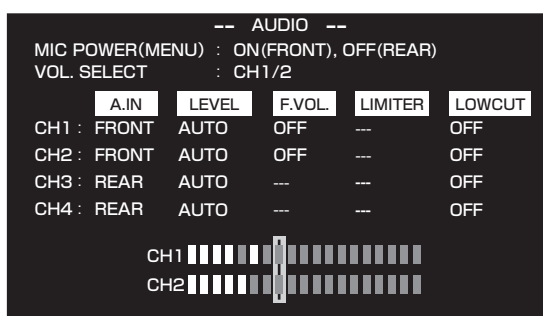 -- AUDIO --
MIC POWER(MENU) : ON(FRONT), OFF(REAR)
VOL. SELECT : CH1/2
A.IN LEVEL F.VOL. LIMITER LOWCUT
CH1 : FRONT AUTO OFF --- OFF
CH2 : FRONT AUTO OFF --- OFF
CH3 : REAR AUTO --- --- OFF
CH4 : REAR AUTO --- --- OFF
CH1
CH2